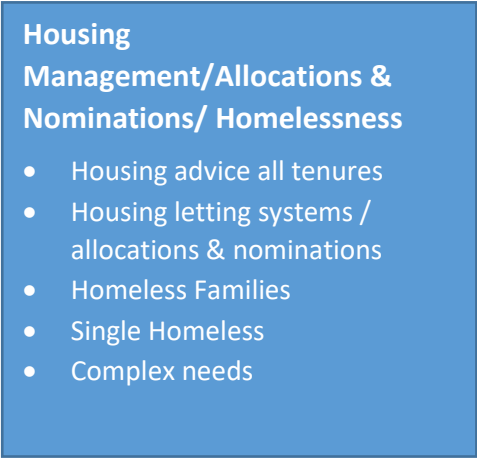 Housing
Management/Allocations &
Nominations/ Homelessness
• Housing advice all tenures
• Housing letting systems /
allocations & nominations
• Homeless Families
• Single Homeless
• Complex needs